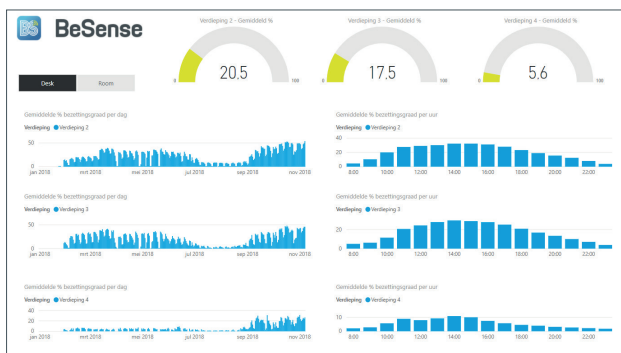 BS BeSense
Desk Room
Verdieping 2 - Gemiddeld %
20.5
0 100
Verdieping 3 - Gemiddeld %
17.5
0 100
Verdieping 4 - Gemiddeld %
5.6
0 100
Gemiddelde % bezettingsgraad per dag
Verdieping Verdieping 2
50
0
jan 2018 mrt 2018 mei 2018 jul 2018 sep 2018 nov 2018
Gemiddelde % bezettingsgraad per uur
Verdieping Verdieping 2
40
20
0
8:00 10:00 12:00 14:00 16:00 18:00 20:00 22:00
Gemiddelde % bezettingsgraad per dag
Verdieping Verdieping 3
50
0
jan 2018 mrt 2018 mei 2018 jul 2018 sep 2018 nov 2018
Gemiddelde % bezettingsgraad per uur
Verdieping Verdieping 3
20
0
8:00 10:00 12:00 14:00 16:00 18:00 20:00 22:00
Gemiddelde % bezettingsgraad per dag
Verdieping Verdieping 4
40
20
0
jan 2018 mrt 2018 mei 2018 jul 2018 sep 2018 nov 2018
Gemiddelde % bezettingsgraad per uur
Verdieping Verdieping 4
10
0
8:00 10:00 12:00 14:00 16:00 18:00 20:00 22:00